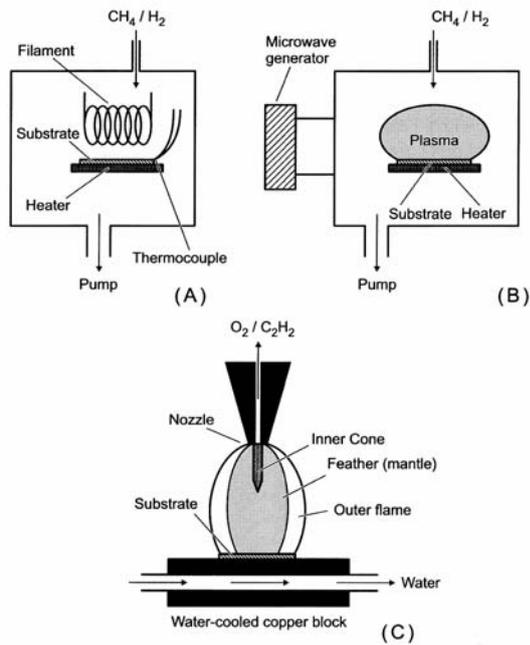 CH4 / H2
Filament
Substrate
Heater
Thermocouple
Pump
(A)
CH4 / H2
Microwave
generator
Plasma
Substrate
Heater
Pump
(B)
O2 / C2H2
Nozzle
Inner Cone
Feather (mantle)
Substrate
Outer flame
Water
Water-cooled copper block
(C)